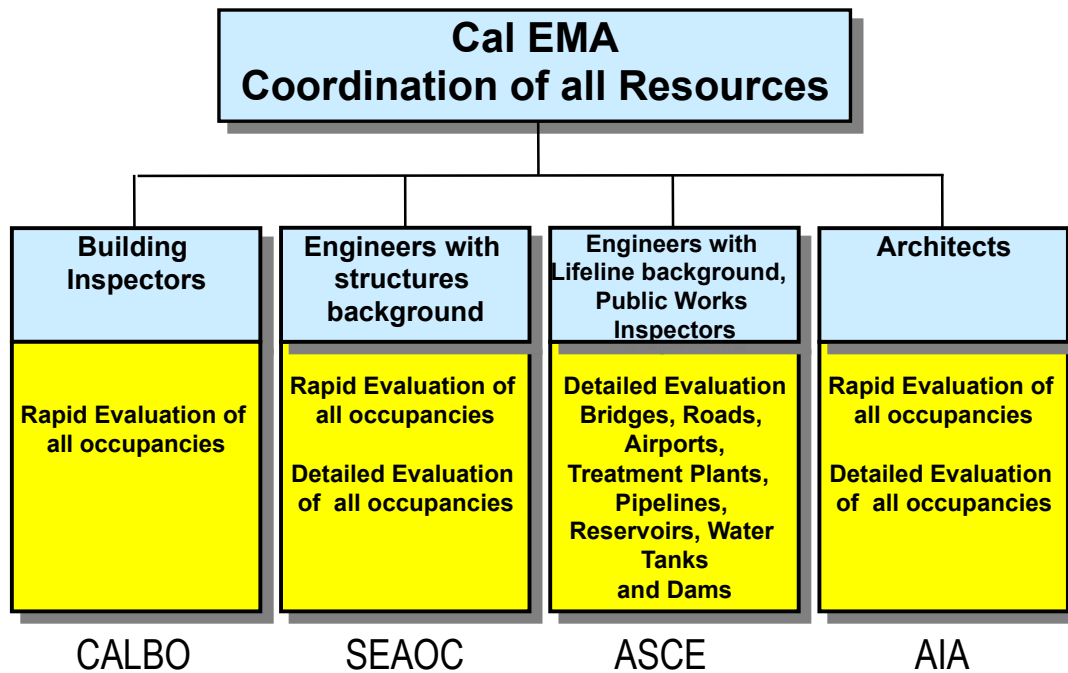 Cal EMA
Coordination of all Resources
Building
Inspectors
Rapid Evaluation of
all occupancies
CALBO
Engineers with
structures
background
Rapid Evaluation of
all occupancies
Detailed Evaluation
of all occupancies
SEAOC
Engineers with
Lifeline background,
Public Works
Inspectors
Detailed Evaluation
Bridges, Roads,
Airports,
Treatment Plants,
Pipelines,
Reservoirs, Water
Tanks
and Dams
ASCE
Architects
Rapid Evaluation of
all occupancies
Detailed Evaluation
of all occupancies
AIA